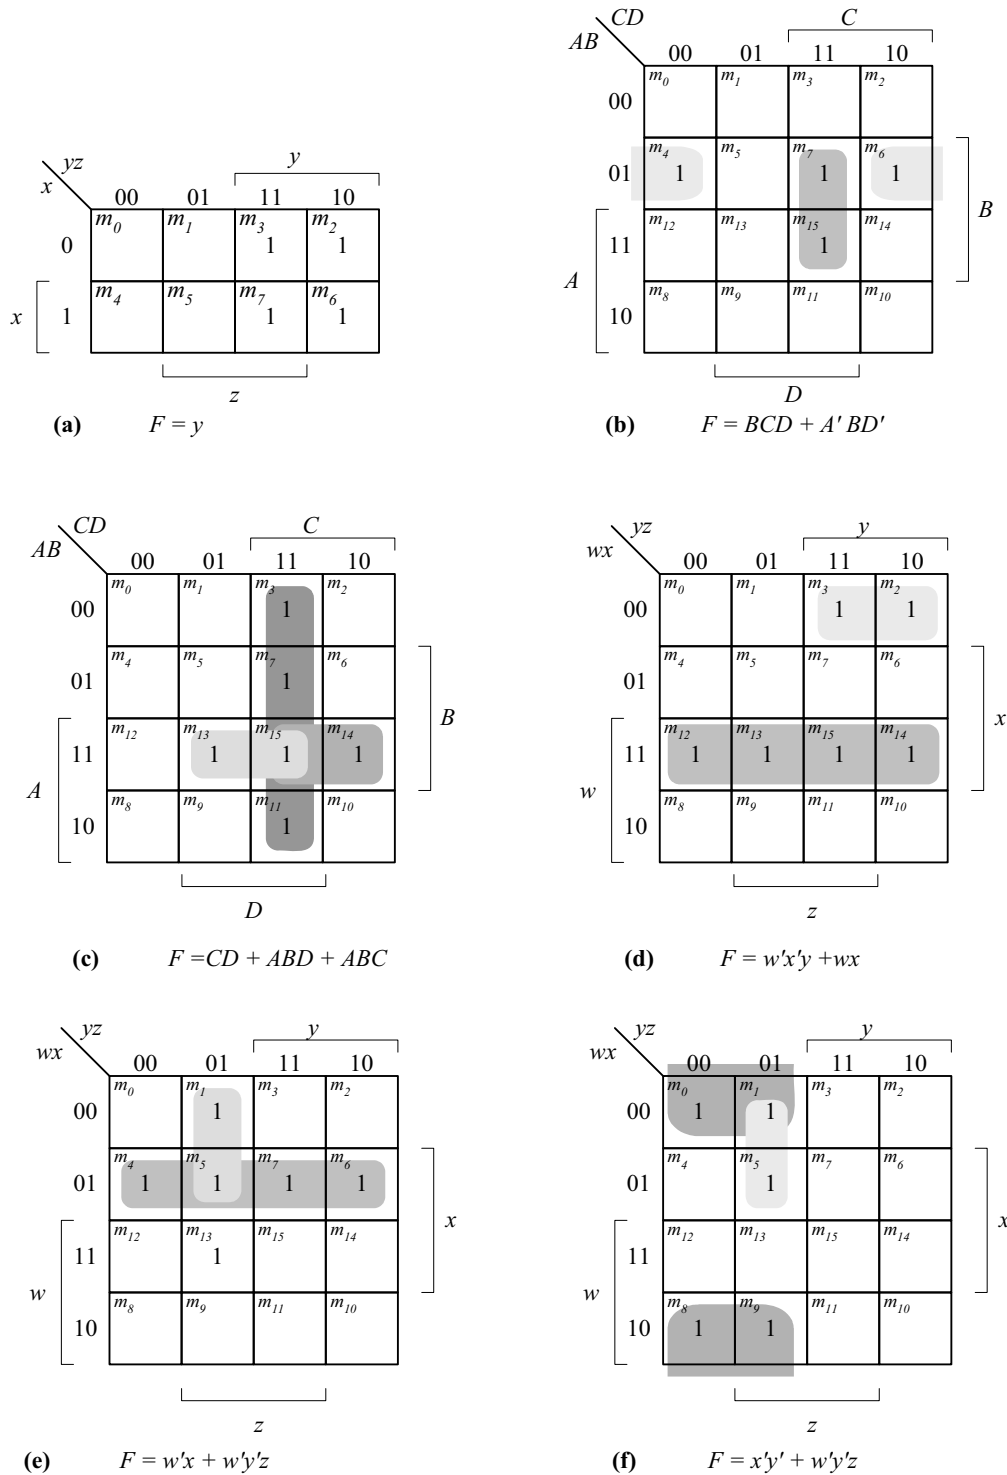 yz
x
y
00 01 11 10
0 m0 m1 m3 1 m2 1
x 1 m4 m5 m7 1 m6 1
z
(a) F = y
CD
AB
C
00 01 11 10
00 m0 m1 m3 m2
01 m4 1 m5 m7 1 m6 1
B
11 m12 m13 m15 1 m14
A
10 m8 m9 m11 m10
D
(b) F = BCD + A' BD'
CD
AB
C
00 01 11 10
00 m0 m1 m3 1 m2
01 m4 m5 m7 1 m6
B
11 m12 m13 1 m15 1 m14 1
A
10 m8 m9 m11 1 m10
D
(c) F =CD + ABD + ABC
yz
wx
y
00 01 11 10
00 m0 m1 m3 1 m2 1
01 m4 m5 m7 m6
x
11 m12 1 m13 1 m15 1 m14 1
w
10 m8 m9 m11 m10
z
(d) F = w'x'y +wx
yz
wx
y
00 01 11 10
00 m0 m1 1 m3 m2
01 m4 1 m5 1 m7 1 m6 1
x
11 m12 m13 1 m15 m14
w
10 m8 m9 m11 m10
z
(e) F = w'x + w'y'z
yz
wx
y
00 01 11 10
00 m0 1 m1 1 m3 m2
01 m4 m5 1 m7 m6
x
11 m12 m13 m15 m14
w
10 m8 1 m9 1 m11 m10
z
(f) F = x'y' + w'y'z